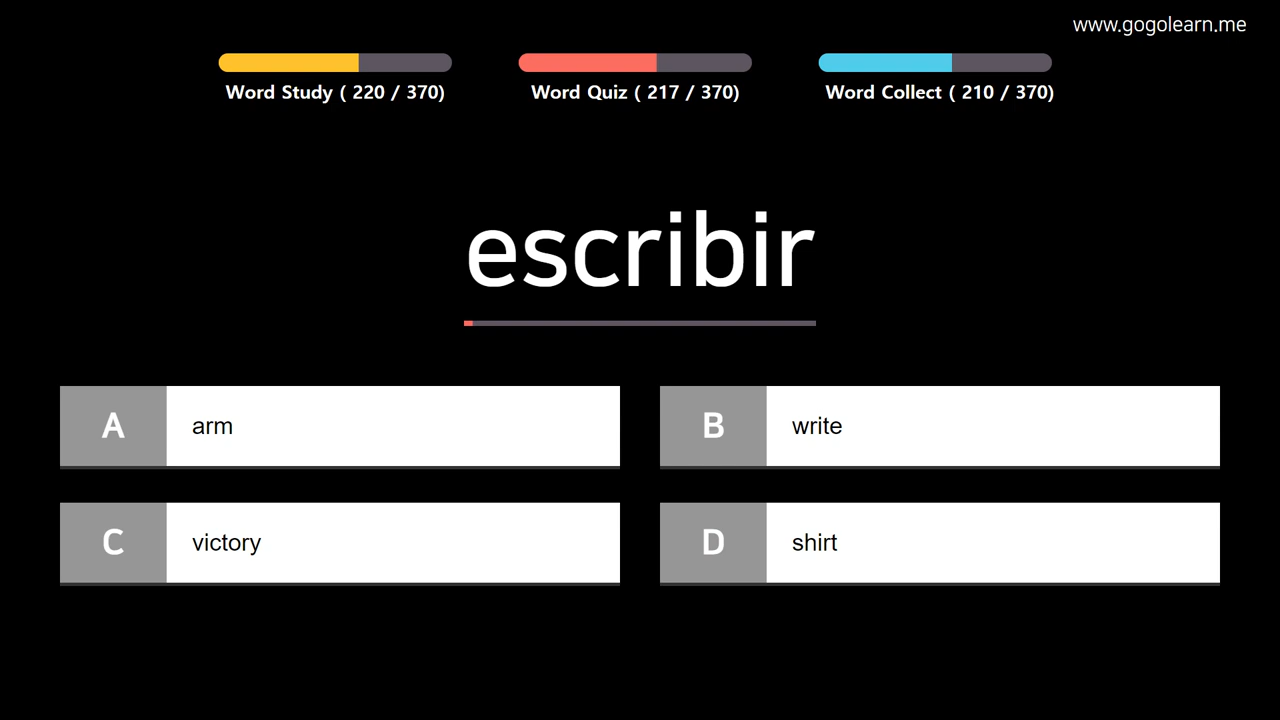 www.gogolearn.me
Word Study ( 220 / 370)
Word Quiz ( 217 / 370)
Word Collect ( 210 / 370)
escribir
A
arm
B
write
C
victory
D
shirt